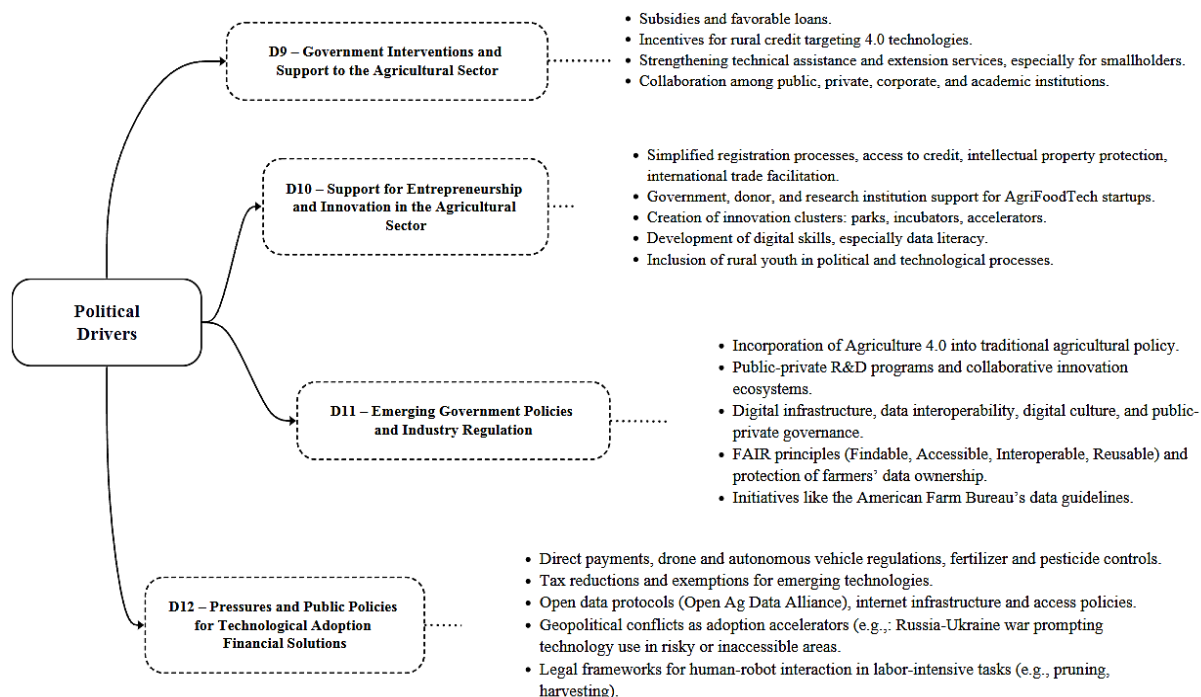 D9 – Government Interventions and
Support to the Agricultural Sector
• Subsidies and favorable loans.
• Incentives for rural credit targeting 4.0 technologies.
• Strengthening technical assistance and extension services, especially for smallholders.
• Collaboration among public, private, corporate, and academic institutions.
D10 – Support for Entrepreneurship
and Innovation in the Agricultural
Sector
• Simplified registration processes, access to credit, intellectual property protection,
international trade facilitation.
• Government, donor, and research institution support for AgriFoodTech startups.
• Creation of innovation clusters: parks, incubators, accelerators.
• Development of digital skills, especially data literacy.
• Inclusion of rural youth in political and technological processes.
Political
Drivers
D11 – Emerging Government Policies
and Industry Regulation
• Incorporation of Agriculture 4.0 into traditional agricultural policy.
• Public-private R&D programs and collaborative innovation
ecosystems.
• Digital infrastructure, data interoperability, digital culture, and public-
private governance.
• FAIR principles (Findable, Accessible, Interoperable, Reusable) and
protection of farmers’ data ownership.
• Initiatives like the American Farm Bureau’s data guidelines.
D12 – Pressures and Public Policies
for Technological Adoption
Financial Solutions
• Direct payments, drone and autonomous vehicle regulations, fertilizer and pesticide controls.
• Tax reductions and exemptions for emerging technologies.
• Open data protocols (Open Ag Data Alliance), internet infrastructure and access policies.
• Geopolitical conflicts as adoption accelerators (e.g.,: Russia-Ukraine war prompting
technology use in risky or inaccessible areas.
• Legal frameworks for human-robot interaction in labor-intensive tasks (e.g., pruning,
harvesting).